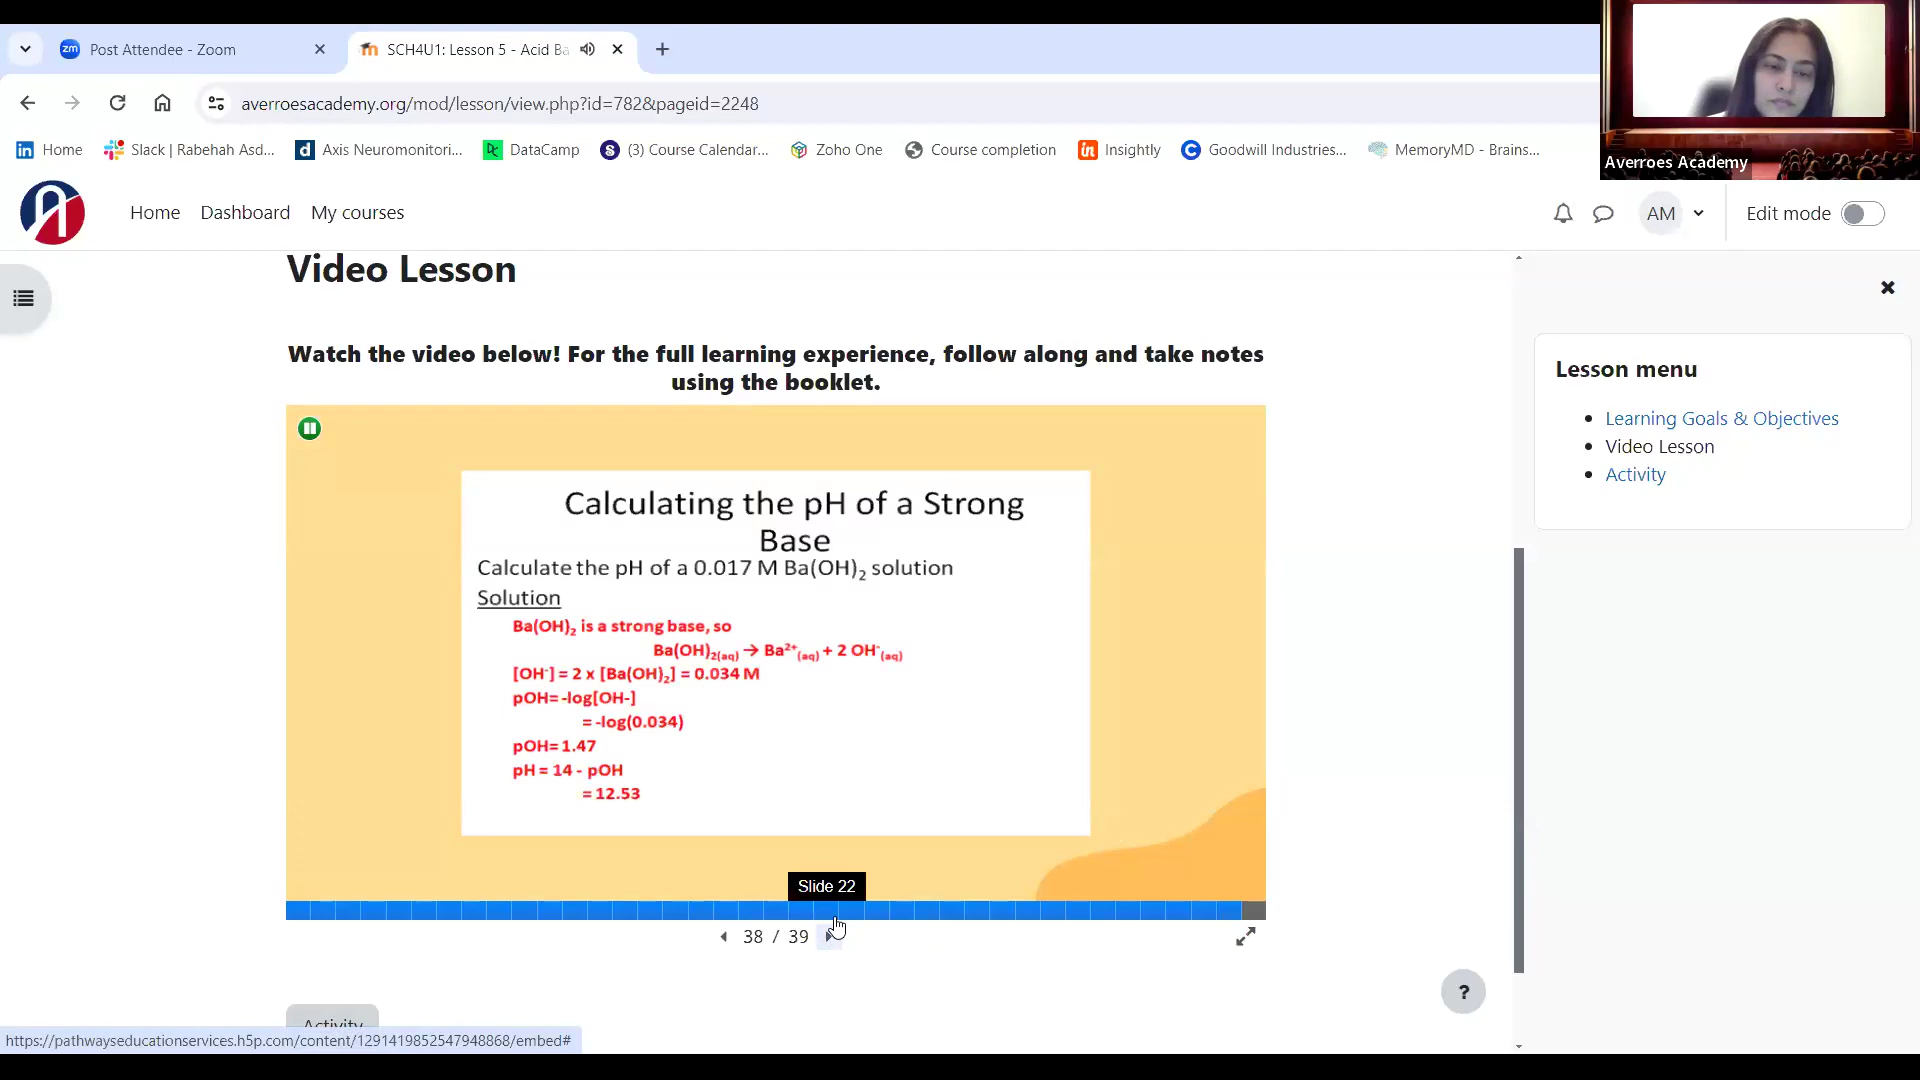 Post Attendee - Zoom
SCH4U1: Lesson 5 - Acid Ba
averroesacademy.org/mod/lesson/view.php?id=782&pageid=2248
Home
Slack | Rabehah Asd...
Axis Neuromonitori...
DataCamp
(3) Course Calendar...
Zoho One
Course completion
Insightly
Goodwill Industries...
MemoryMD - Brains...
Averroes Academy
Home
Dashboard
My courses
AM
Edit mode
Video Lesson
Watch the video below! For the full learning experience, follow along and take notes
using the booklet.
Calculating the pH of a Strong
Base
Calculate the pH of a 0.017 M Ba(OH)₂ solution
Solution
Ba(OH)₂ is a strong base, so
Ba(OH)₂(aq) → Ba²⁺(aq) + 2 OH⁻(aq)
[OH⁻] = 2 x [Ba(OH)₂] = 0.034 M
pOH= -log[OH-]
= -log(0.034)
pOH= 1.47
pH = 14 - pOH
= 12.53
Slide 22
38 / 39
Lesson menu
Learning Goals & Objectives
Video Lesson
Activity
?
Activity
https://pathwayseducationservices.h5p.com/content/1291419852547948868/embed#